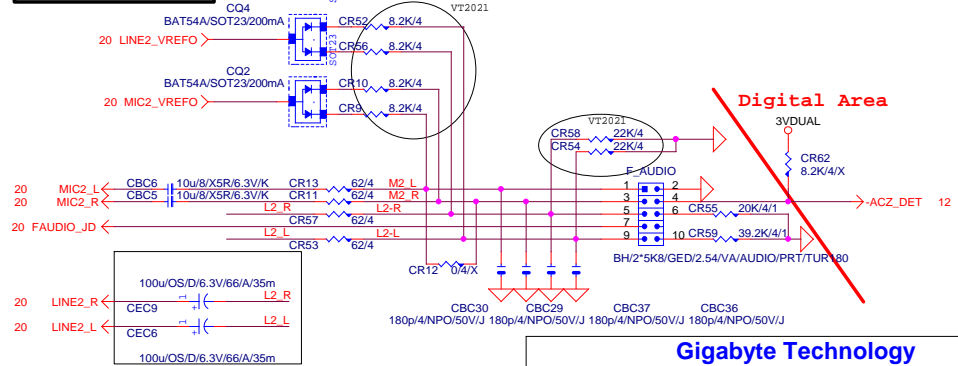 CQ4
BAT54A/SOT23/200mA
20 LINE2_VREFO
SOT23
CR52 8.2K/4
CR56 8.2K/4
VT2021
CQ2
BAT54A/SOT23/200mA
20 MIC2_VREFO
CR10 8.2K/4
CR9 8.2K/4
Digital Area
3VDUAL
VT2021
CR58 22K/4
CR54 22K/4
CR62
8.2K/4/X
F_AUDIO
20 MIC2_L CBC6 10u/8/X5R/6.3V/K CR13 62/4 M2_L 1 2
20 MIC2_R CBC5 10u/8/X5R/6.3V/K CR11 62/4 M2_R 3 4 -ACZ_DET 12
L2_R 62/4 L2-R 5 6 CR55 20K/4/1
20 FAUDIO_JD CR57 62/4 7
L2_L L2-L 9 10 CR59 39.2K/4/1
CR53 62/4
BH/2*5K8/GED/2.54/VA/AUDIO/PRT/TUR180
CR12 0/4/X
100u/OS/D/6.3V/66/A/35m
20 LINE2_R 1 + L2_R
CEC9
20 LINE2_L 1 + L2_L
CEC6
100u/OS/D/6.3V/66/A/35m
CBC30 CBC29 CBC37 CBC36
180p/4/NPO/50V/J 180p/4/NPO/50V/J 180p/4/NPO/50V/J 180p/4/NPO/50V/J
Gigabyte Technology